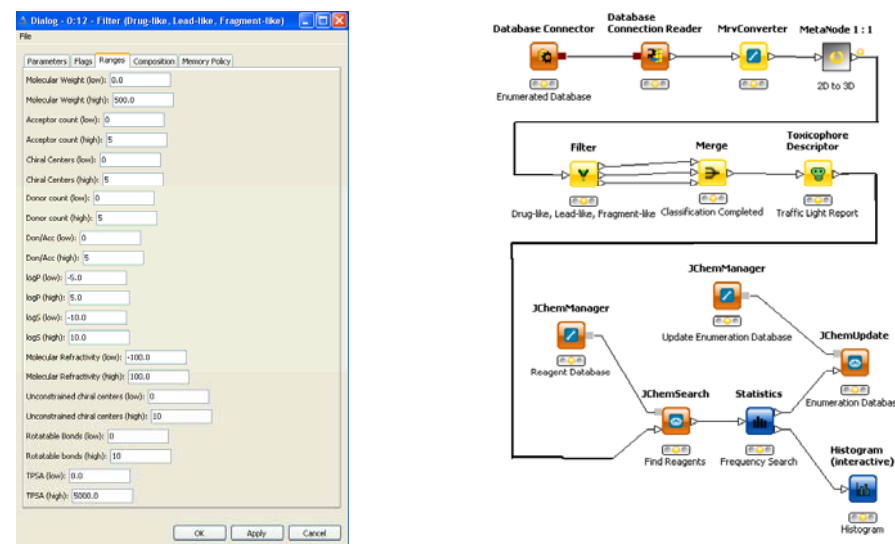 Dialog - 0:12 - Filter (Drug-like, Lead-like, Fragment-like)
File
Parameters Flags Ranges Composition Memory Policy
Molecular Weight (low): 0.0
Molecular Weight (high): 500.0
Acceptor count (low): 0
Acceptor count (high): 5
Chiral Centers (low): 0
Chiral Centers (high): 5
Donor count (low): 0
Donor count (high): 5
Don/Acc (low): 0
Don/Acc (high): 5
logP (low): -5.0
logP (high): 5.0
logS (low): -10.0
logS (high): 10.0
Molecular Refractivity (low): -100.0
Molecular Refractivity (high): 100.0
Unconstrained chiral centers (low): 0
Unconstrained chiral centers (high): 10
Rotatable Bonds (low): 0
Rotatable bonds (high): 10
TPSA (low): 0.0
TPSA (high): 5000.0
OK Apply Cancel
Database Connector
Enumerated Database
Database
Connection Reader
MrvConverter
MetaNode 1 : 1
2D to 3D
Filter
Drug-like, Lead-like, Fragment-like
Merge
Classification Completed
Toxicophore
Descriptor
Traffic Light Report
JChemManager
Update Enumeration Database
JChemManager
Reagent Database
JChemUpdate
Enumeration Databas
JChemSearch
Find Reagents
Statistics
Frequency Search
Histogram
(interactive)
Histogram